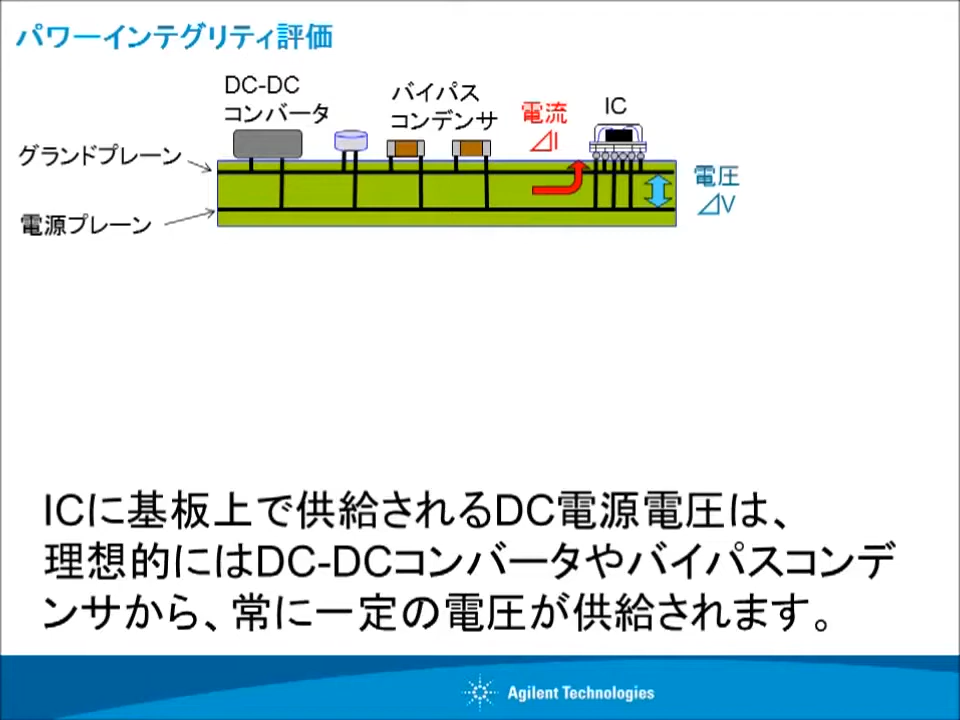 パワーインテグリティ評価
DC-DC
コンバータ
バイパス
コンデンサ
電流
⊿I
IC
グランドプレーン
電圧
⊿V
電源プレーン
ICに基板上で供給されるDC電源電圧は、
理想的にはDC-DCコンバータやバイパスコンデ
ンサから、常に一定の電圧が供給されます。
Agilent Technologies